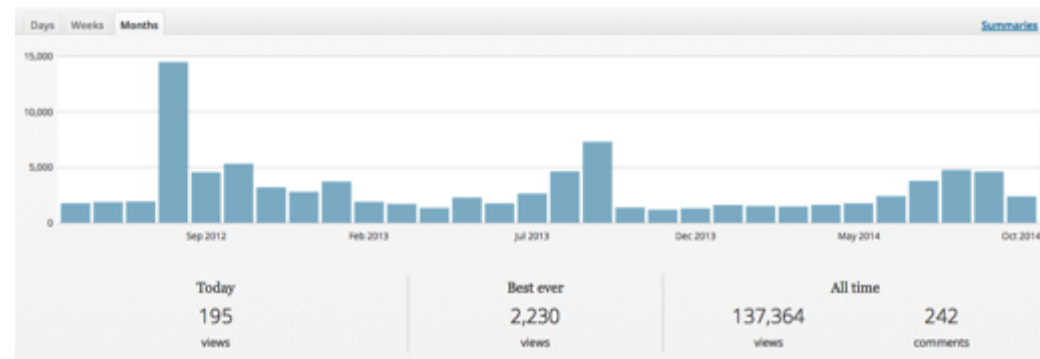 Days Weeks Months Summaries
15,000
10,000
5,000
0
Sep 2012 Feb 2013 Jul 2013 Dec 2013 May 2014 Oct 2014
Today Best ever All time
195 2,230 137,364 242
views views views comments